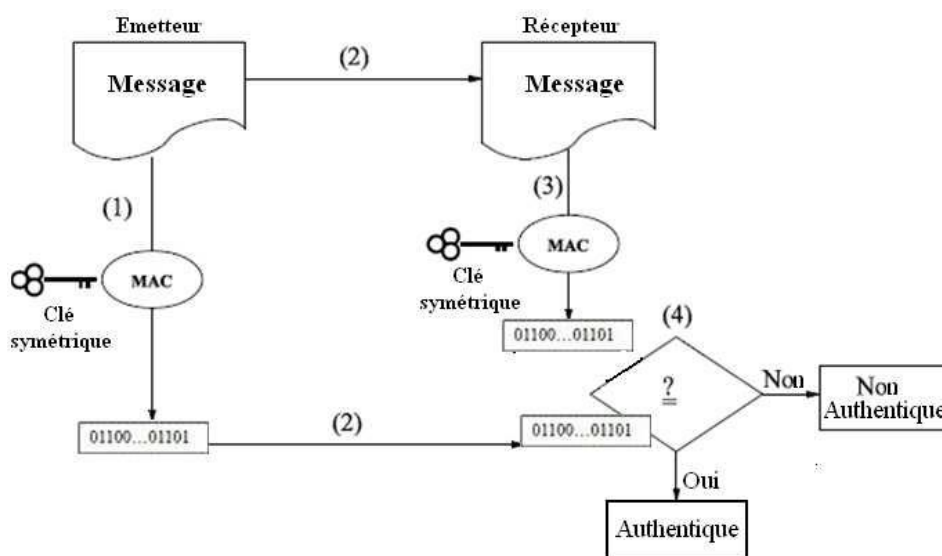 Emetteur
Récepteur
Message
(2)
Message
(1)
(3)
MAC
Clé
symétrique
MAC
Clé
symétrique
01100...01101
(4)
?
Non
Non
Authentique
01100...01101
(2)
01100...01101
Oui
Authentique